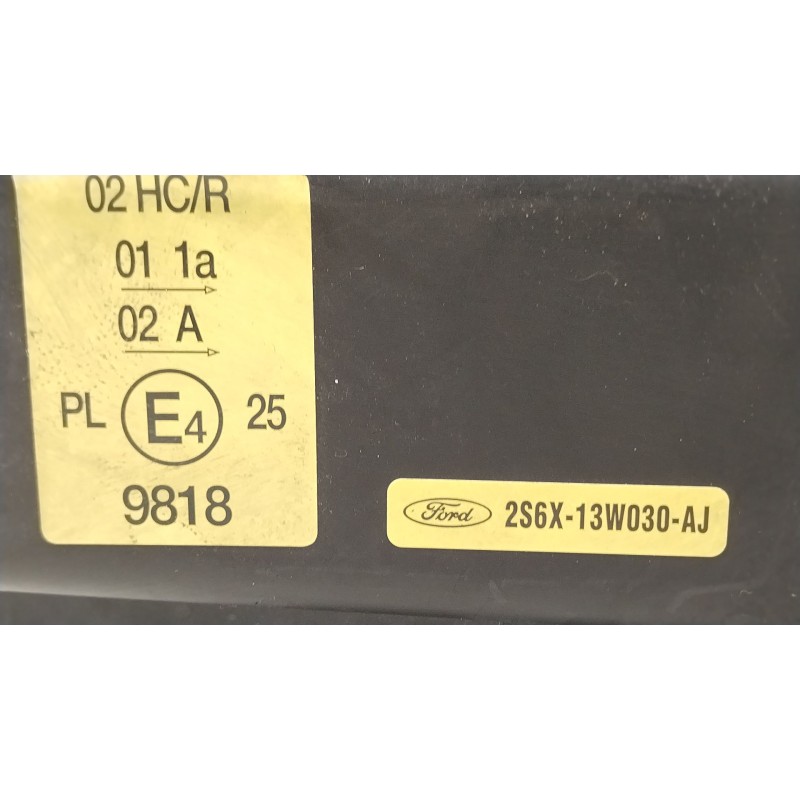 02 HC/R
01 1a
02 A
PL E4 25
9818
Ford 2S6X-13W030-AJ